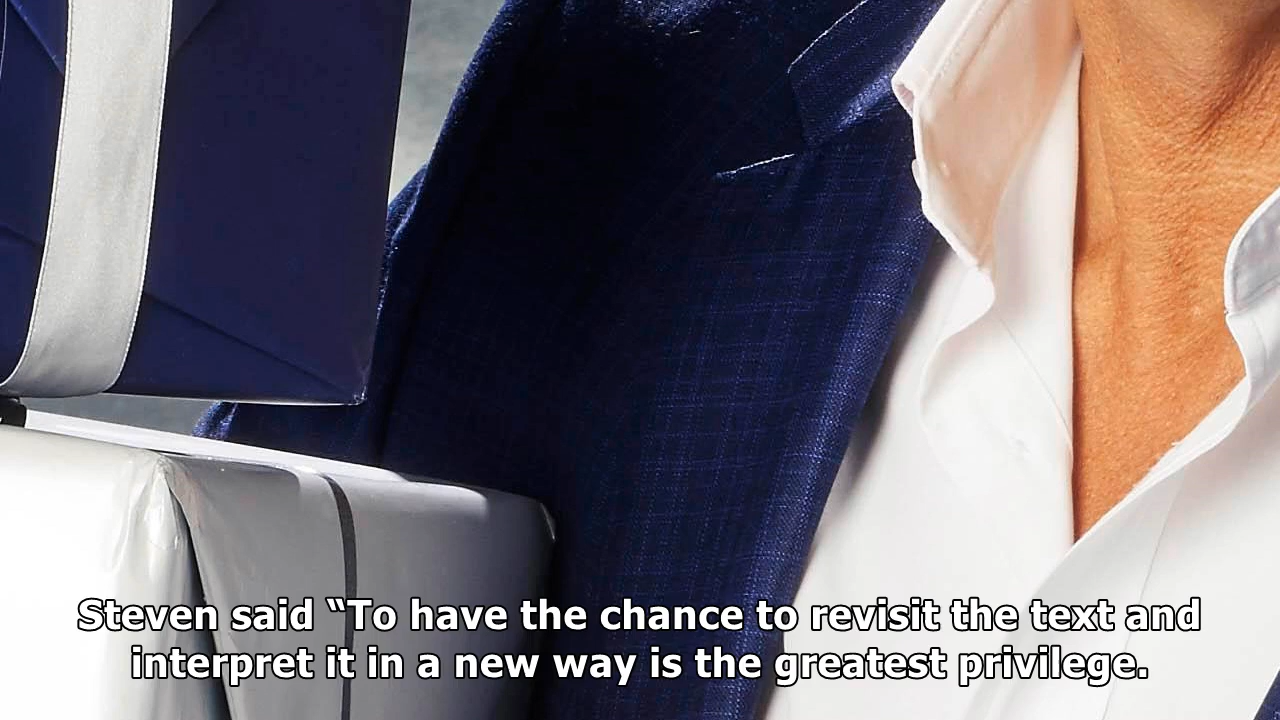 Steven said “To have the chance to revisit the text and
interpret it in a new way is the greatest privilege.